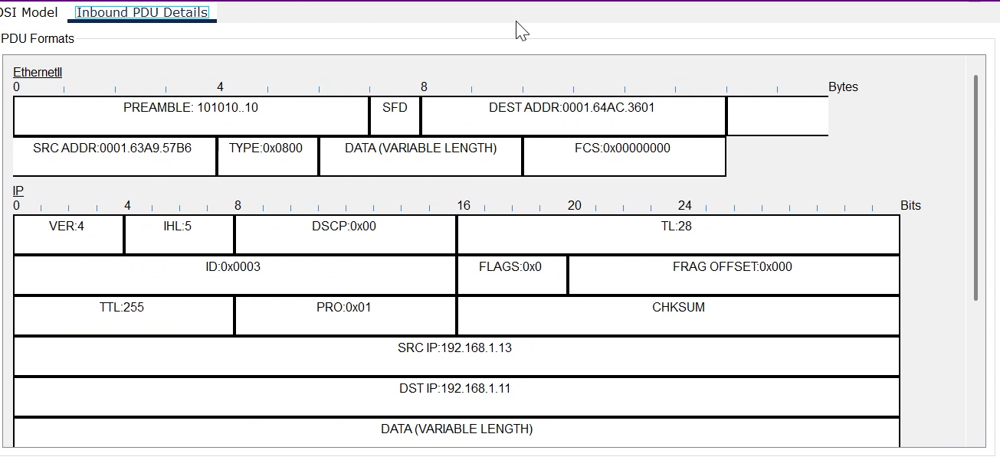 OSI Model Inbound PDU Details
PDU Formats
EthernetII
0 4 8 Bytes
PREAMBLE: 101010..10 SFD DEST ADDR:0001.64AC.3601
SRC ADDR:0001.63A9.57B6 TYPE:0x0800 DATA (VARIABLE LENGTH) FCS:0x00000000
IP
0 4 8 16 20 24 Bits
VER:4 IHL:5 DSCP:0x00 TL:28
ID:0x0003 FLAGS:0x0 FRAG OFFSET:0x000
TTL:255 PRO:0x01 CHKSUM
SRC IP:192.168.1.13
DST IP:192.168.1.11
DATA (VARIABLE LENGTH)